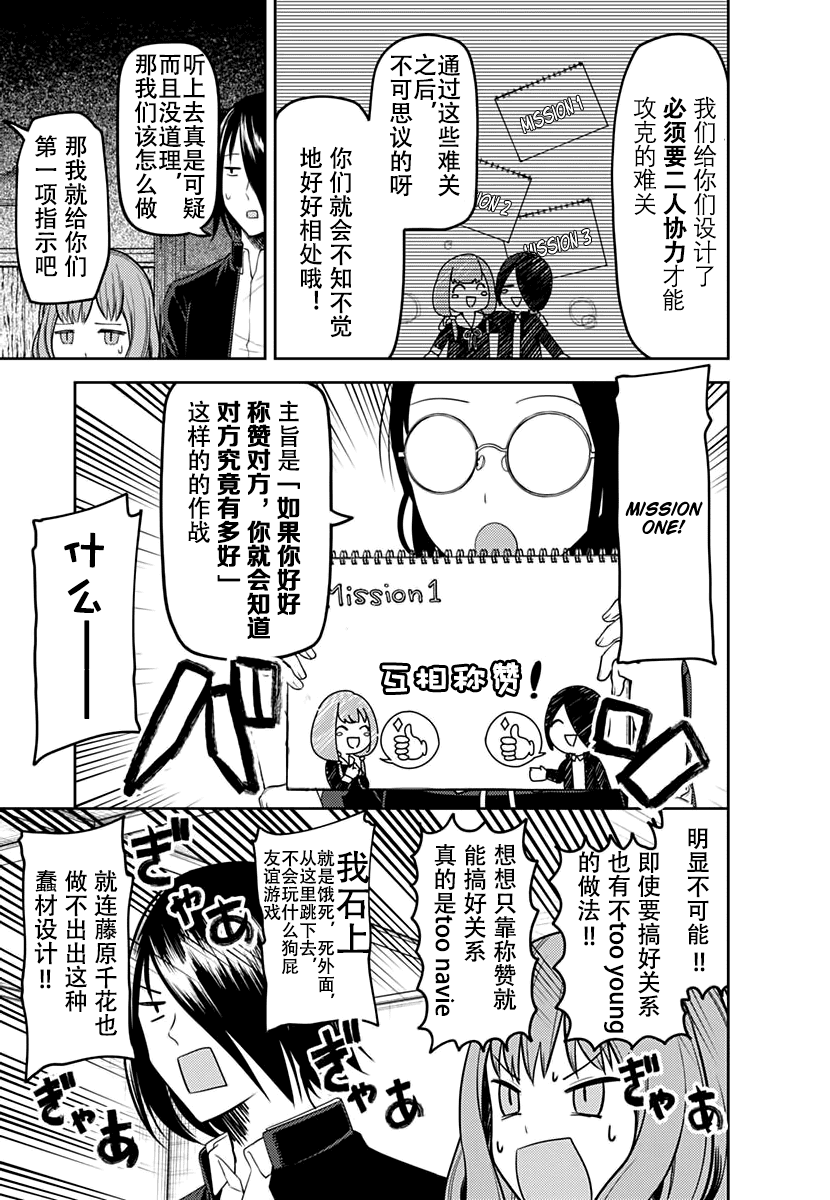 我们给你们设计了
必须要二人协力才能
攻克的难关
MISSION 1
MISSION 2
MISSION 3
通过这些难关
之后，
不可思议的呀
你们就会不知不觉
地好好相处哦！
听上去真是可疑
而且没道理，
那我们该怎么做
那我就给你们
第一项指示吧
MISSION
ONE!
Mission 1
互相称赞！
主旨是「如果你好好
称赞对方，你就会知道
对方究竟有多好」
这样的的作战
什么——
明显不可能!!
即使要搞好关系
也有不too young
的做法!!
想想只靠称赞就
能搞好关系
真的是too navie
我石上
就是饿死，死外面，
从这里跳下去，
不会玩什么狗屁
友谊游戏
就连藤原千花也
做不出出这种
蠢材设计!!
ぎゃあ
ぎゃあ
ぎゃあ
ぎゃあ